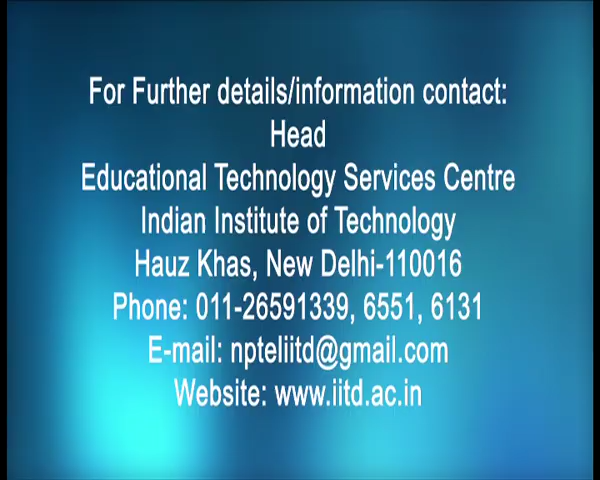 For Further details/information contact:
Head
Educational Technology Services Centre
Indian Institute of Technology
Hauz Khas, New Delhi-110016
Phone: 011-26591339, 6551, 6131
E-mail: npteliitd@gmail.com
Website: www.iitd.ac.in